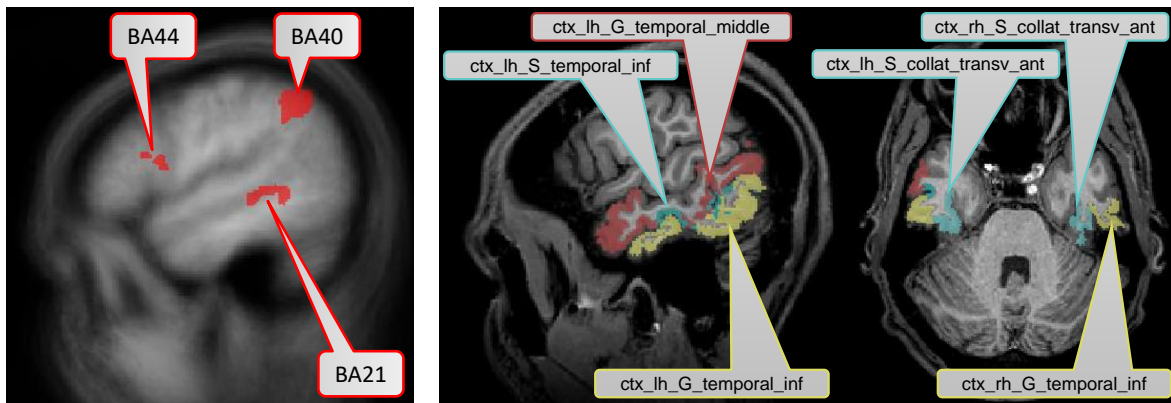 BA44
BA40
BA21
ctx_lh_G_temporal_middle
ctx_lh_S_temporal_inf
ctx_rh_S_collat_transv_ant
ctx_lh_S_collat_transv_ant
ctx_lh_G_temporal_inf
ctx_rh_G_temporal_inf